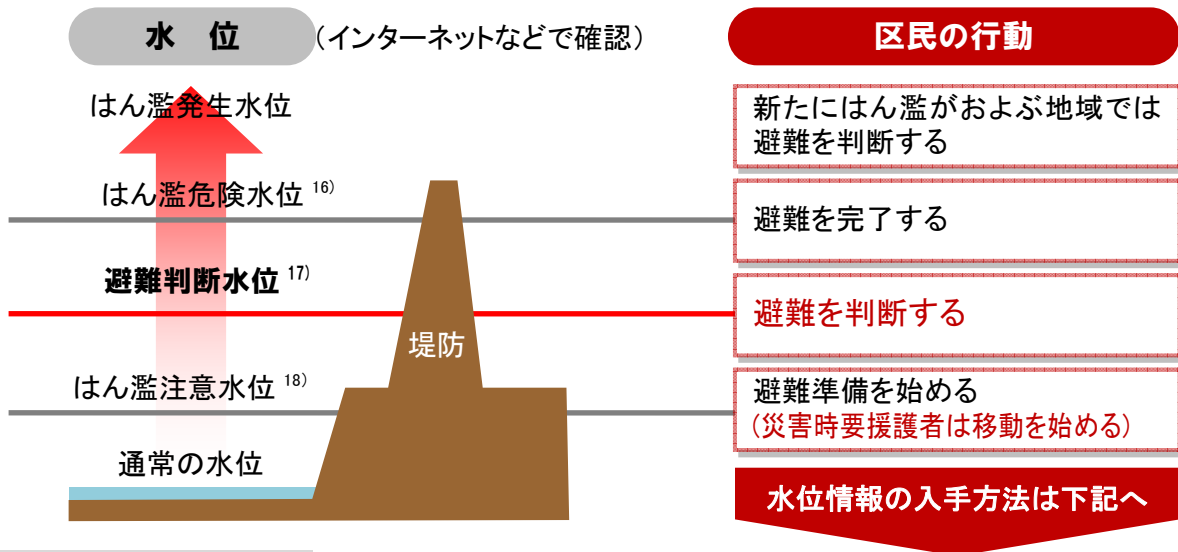 水 位
(インターネットなどで確認)
区民の行動
はん濫発生水位
新たにはん濫がおよぶ地域では
避難を判断する
はん濫危険水位 16)
避難を完了する
避難判断水位 17)
避難を判断する
堤防
はん濫注意水位 18)
避難準備を始める
(災害時要援護者は移動を始める)
通常の水位
水位情報の入手方法は下記へ